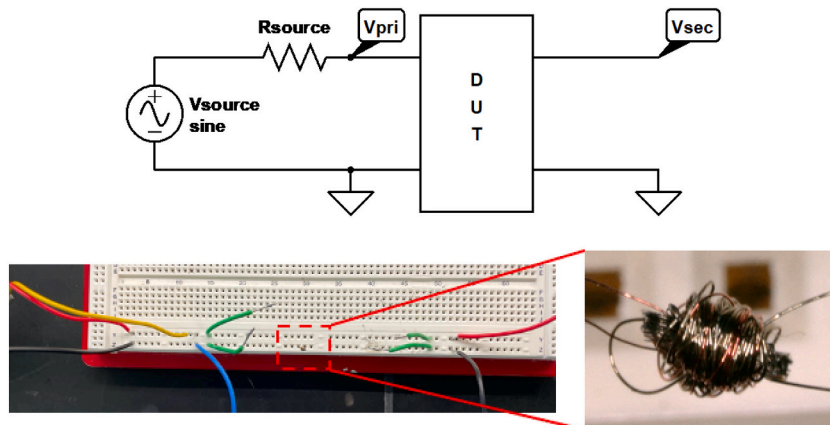 Rsource
Vpri
Vsec
+
Vsource
sine
−
D
U
T